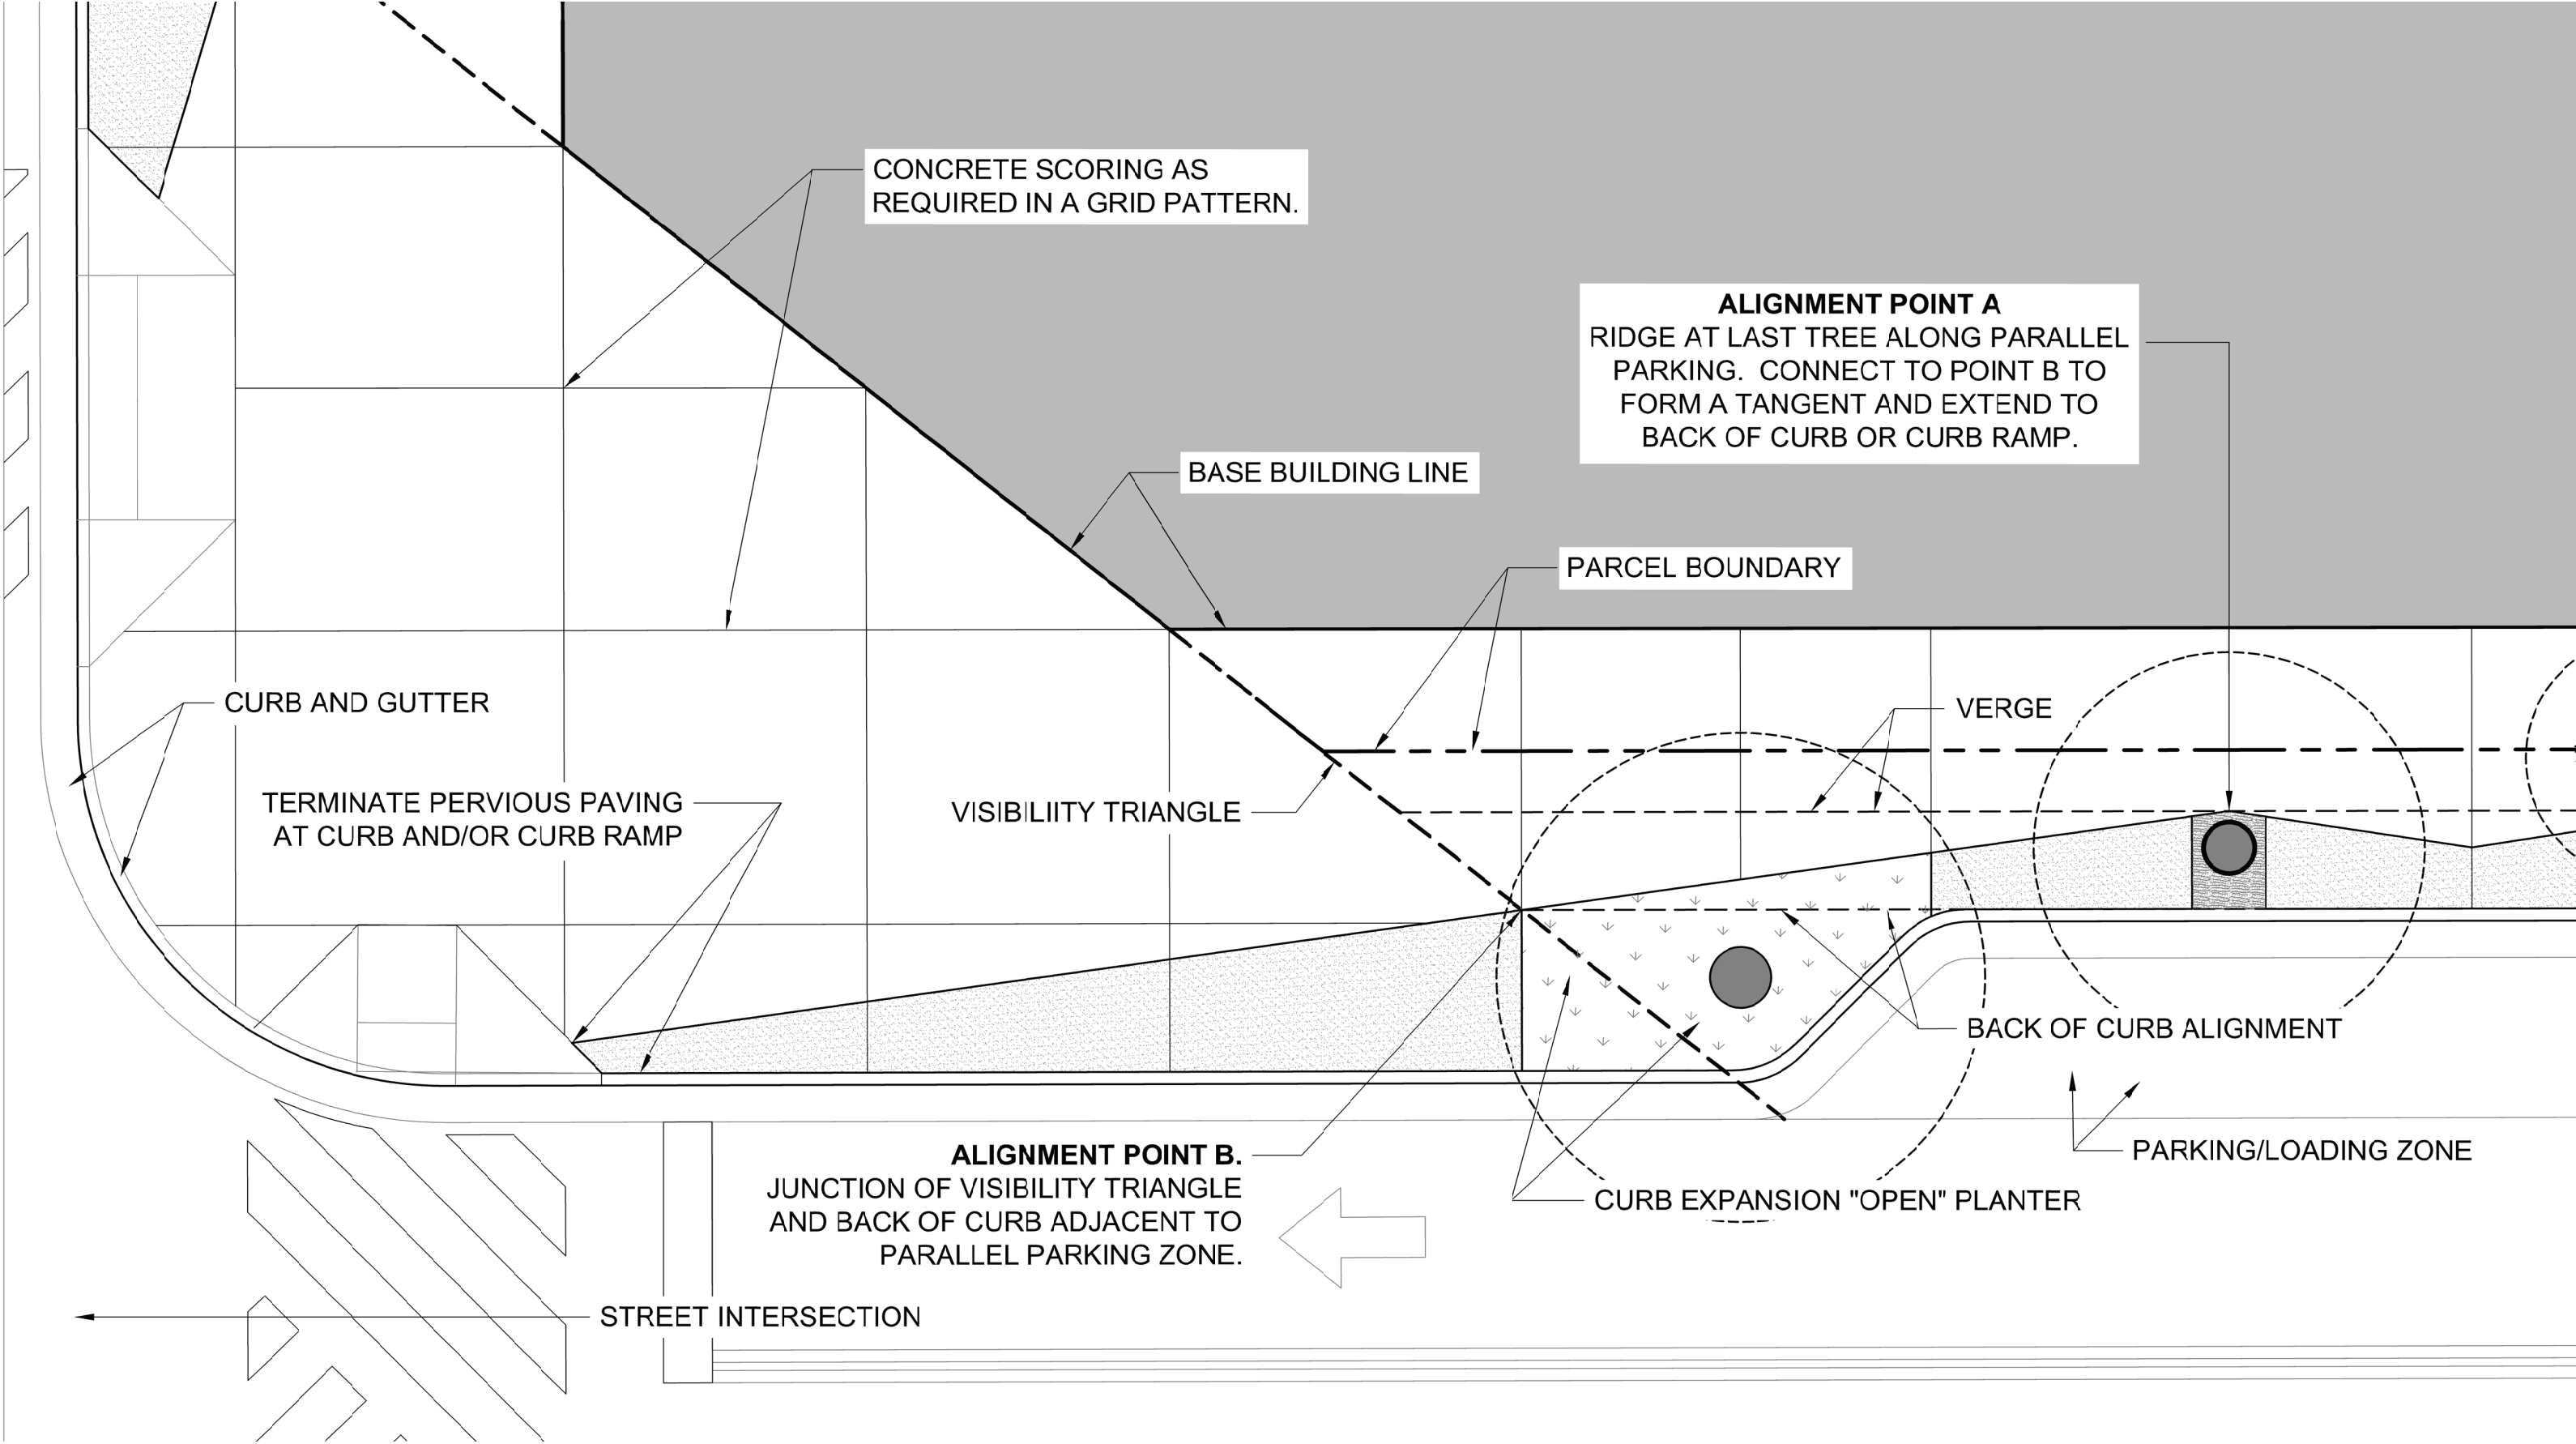 CONCRETE SCORING AS
REQUIRED IN A GRID PATTERN.
ALIGNMENT POINT A
RIDGE AT LAST TREE ALONG PARALLEL
PARKING. CONNECT TO POINT B TO
FORM A TANGENT AND EXTEND TO
BACK OF CURB OR CURB RAMP.
BASE BUILDING LINE
PARCEL BOUNDARY
CURB AND GUTTER
VERGE
TERMINATE PERVIOUS PAVING
AT CURB AND/OR CURB RAMP
VISIBILIITY TRIANGLE
BACK OF CURB ALIGNMENT
ALIGNMENT POINT B.
JUNCTION OF VISIBILITY TRIANGLE
AND BACK OF CURB ADJACENT TO
PARALLEL PARKING ZONE.
PARKING/LOADING ZONE
CURB EXPANSION "OPEN" PLANTER
STREET INTERSECTION